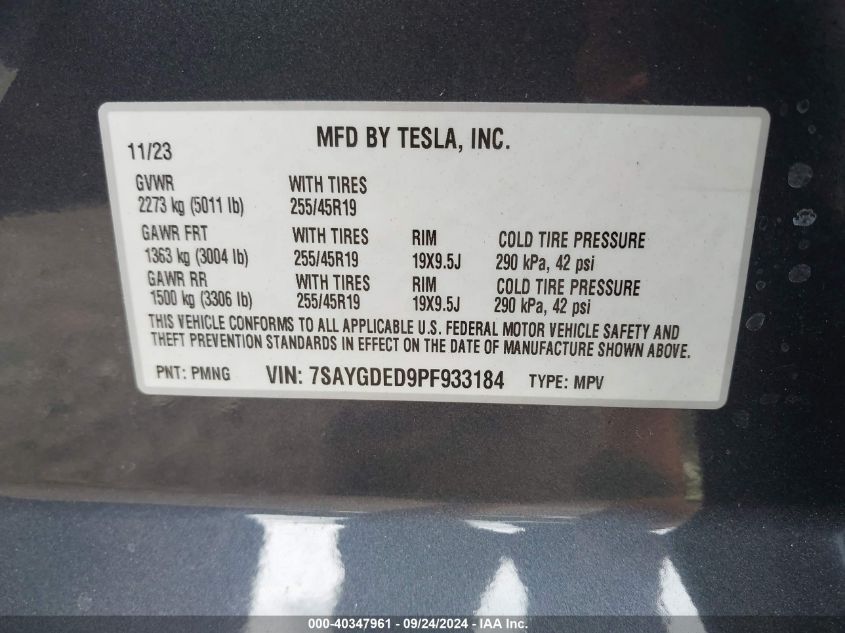 MFD BY TESLA, INC.
11/23
GVWR WITH TIRES
2273 kg (5011 lb) 255/45R19
GAWR FRT WITH TIRES RIM COLD TIRE PRESSURE
1363 kg (3004 lb) 255/45R19 19X9.5J 290 kPa, 42 psi
GAWR RR WITH TIRES RIM COLD TIRE PRESSURE
1500 kg (3306 lb) 255/45R19 19X9.5J 290 kPa, 42 psi
THIS VEHICLE CONFORMS TO ALL APPLICABLE U.S. FEDERAL MOTOR VEHICLE SAFETY AND
THEFT PREVENTION STANDARDS IN EFFECT ON THE DATE OF MANUFACTURE SHOWN ABOVE.
PNT: PMNG VIN: 7SAYGDED9PF933184 TYPE: MPV
000-40347961 - 09/24/2024 - IAA Inc.